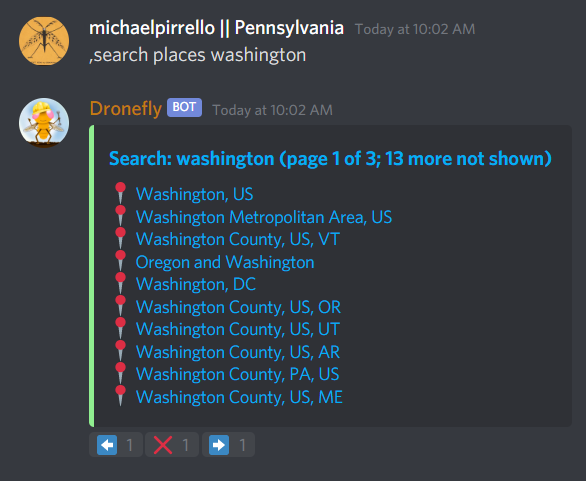 michaelpirrello || Pennsylvania Today at 10:02 AM
,search places washington
Dronefly BOT Today at 10:02 AM
Search: washington (page 1 of 3; 13 more not shown)
Washington, US
Washington Metropolitan Area, US
Washington County, US, VT
Oregon and Washington
Washington, DC
Washington County, US, OR
Washington County, US, UT
Washington County, US, AR
Washington County, PA, US
Washington County, US, ME
1 1 1